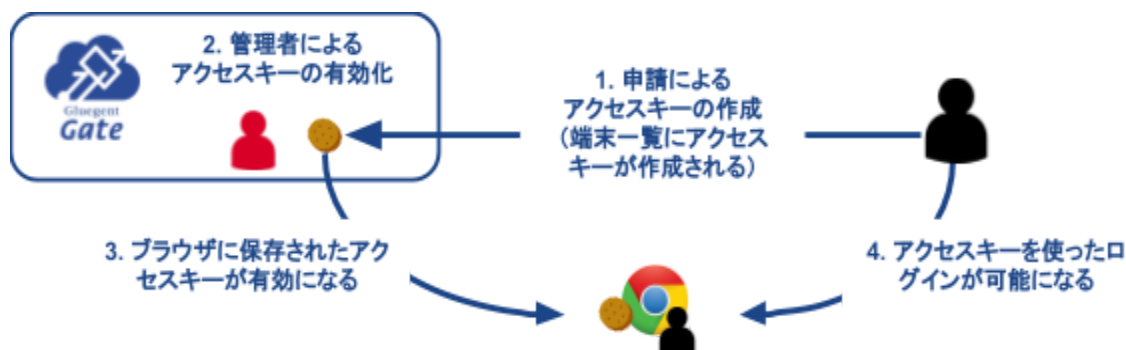 2. 管理者による
アクセスキーの有効化
Gluegent
Gate
1. 申請による
アクセスキーの作成
（端末一覧にアクセス
キーが作成される）
3. ブラウザに保存されたアク
セスキーが有効になる
4. アクセスキーを使ったロ
グインが可能になる